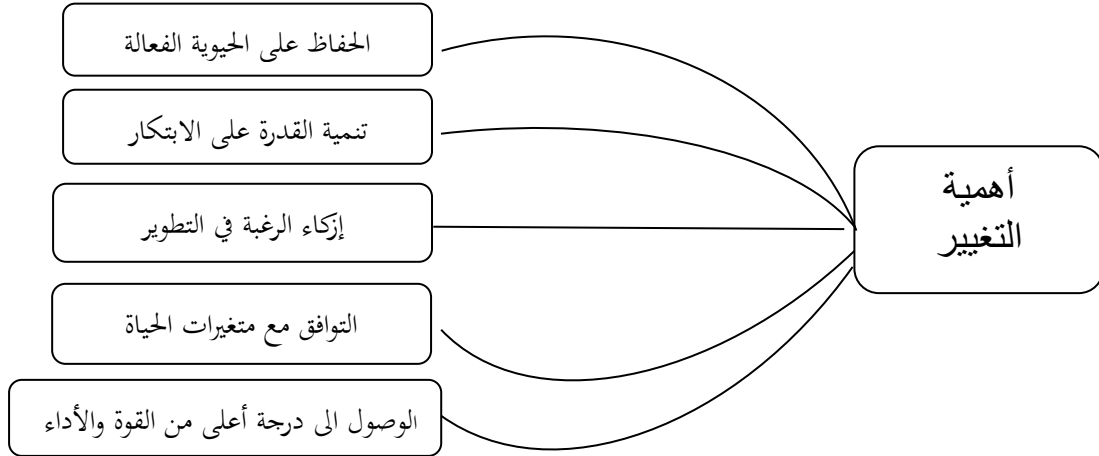 أهمية
التغيير
الحفاظ على الحيوية الفعالة
تنمية القدرة على الابتكار
إزكاء الرغبة في التطوير
التوافق مع متغيرات الحياة
الوصول الى درجة أعلى من القوة والأداء